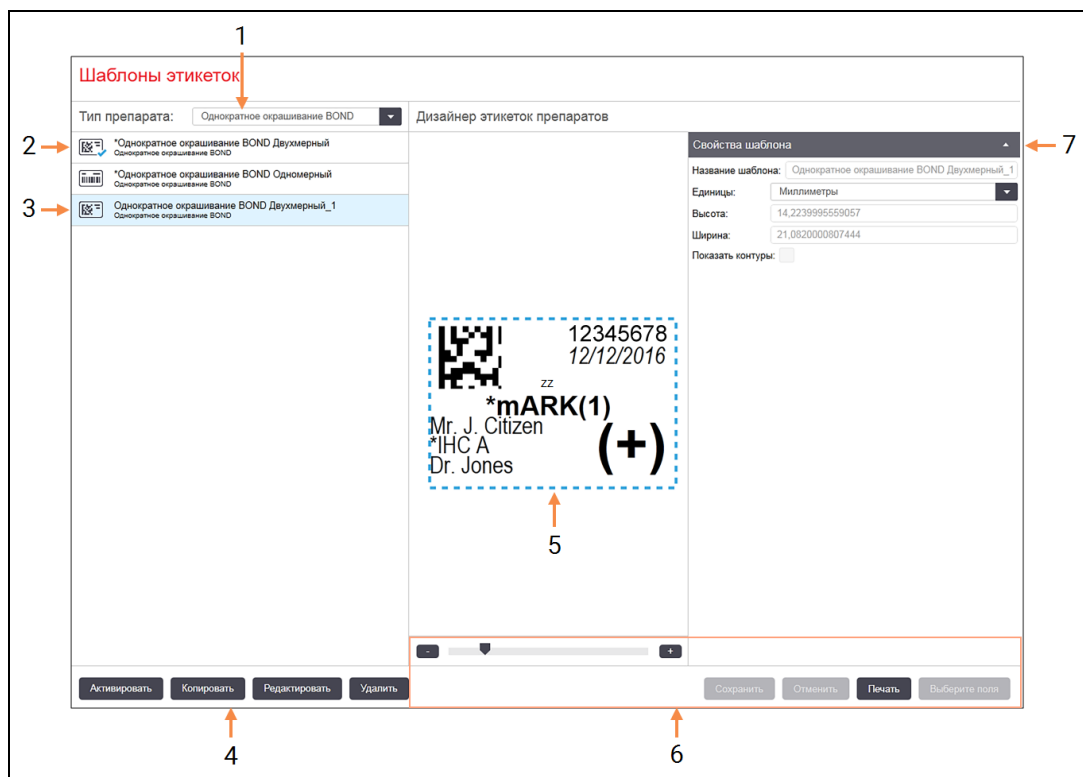 1
Шаблоны этикеток
Тип препарата: Однократное окрашивание BOND
Дизайнер этикеток препаратов
2
*Однократное окрашивание BOND Двухмерный
Однократное окрашивание BOND
*Однократное окрашивание BOND Одномерный
Однократное окрашивание BOND
3
Однократное окрашивание BOND Двухмерный_1
Однократное окрашивание BOND
Свойства шаблона
7
Название шаблона: Однократное окрашивание BOND Двухмерный_1
Единицы: Миллиметры
Высота: 14,2239995559057
Ширина: 21,0820000807444
Показать контуры:
12345678
12/12/2016
zz
*mARK(1)
Mr. J. Citizen
*IHC A
(+)
Dr. Jones
5
- +
Активировать Копировать Редактировать Удалить
Сохранить Отменить Печать Выберите поля
4
6